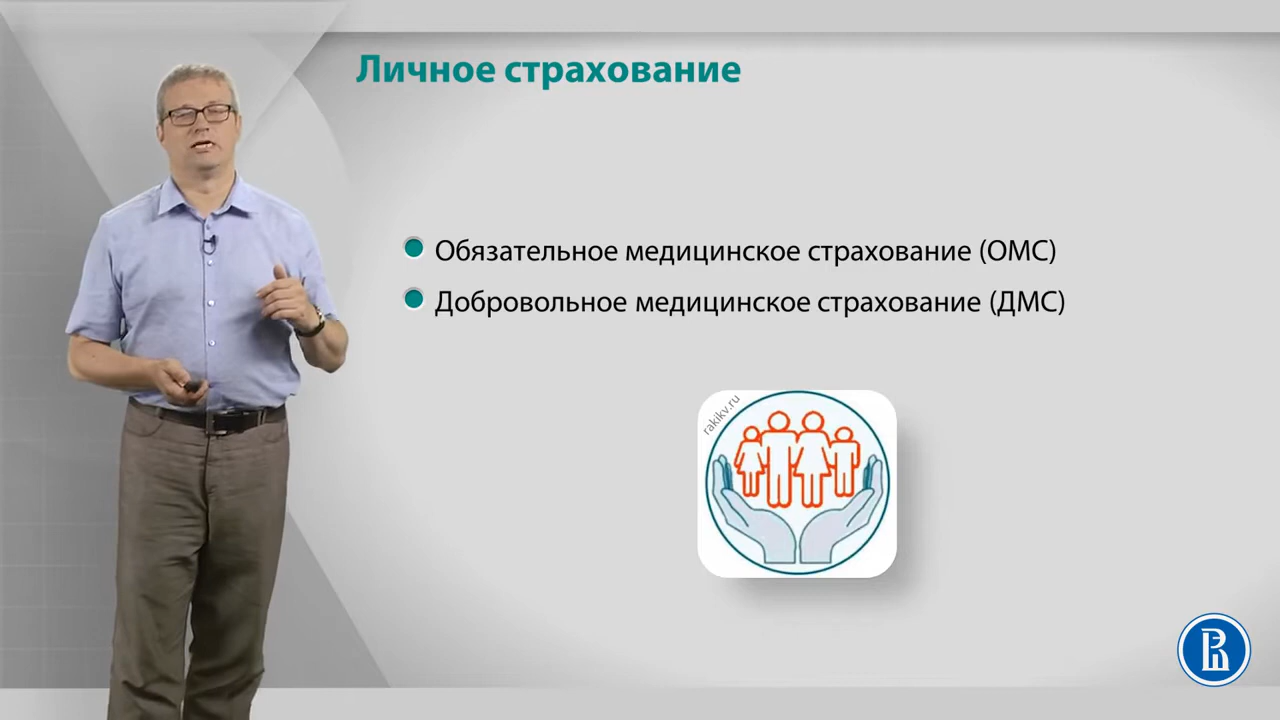 Личное страхование
Обязательное медицинское страхование (ОМС)
Добровольное медицинское страхование (ДМС)
rakikv.ru